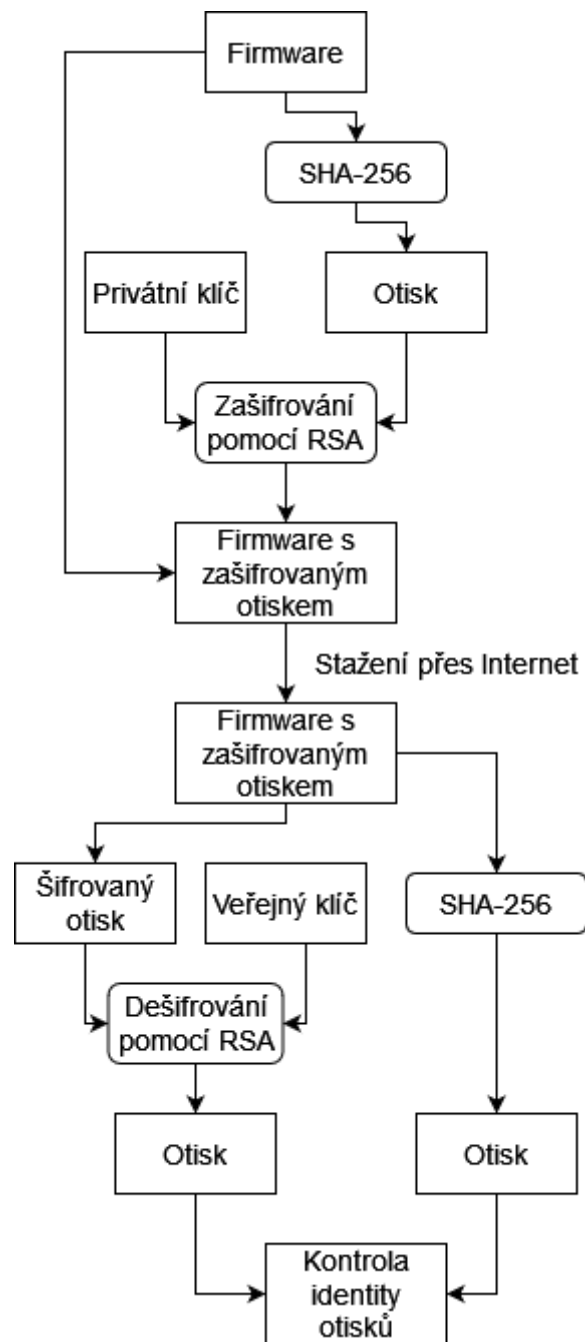 Firmware
SHA-256
Privátní klíč
Otisk
Zašifrování
pomocí RSA
Firmware s
zašifrovaným
otiskem
Stažení přes Internet
Firmware s
zašifrovaným
otiskem
Šifrovaný
otisk
Veřejný klíč
SHA-256
Dešifrování
pomocí RSA
Otisk
Otisk
Kontrola
identity
otisků